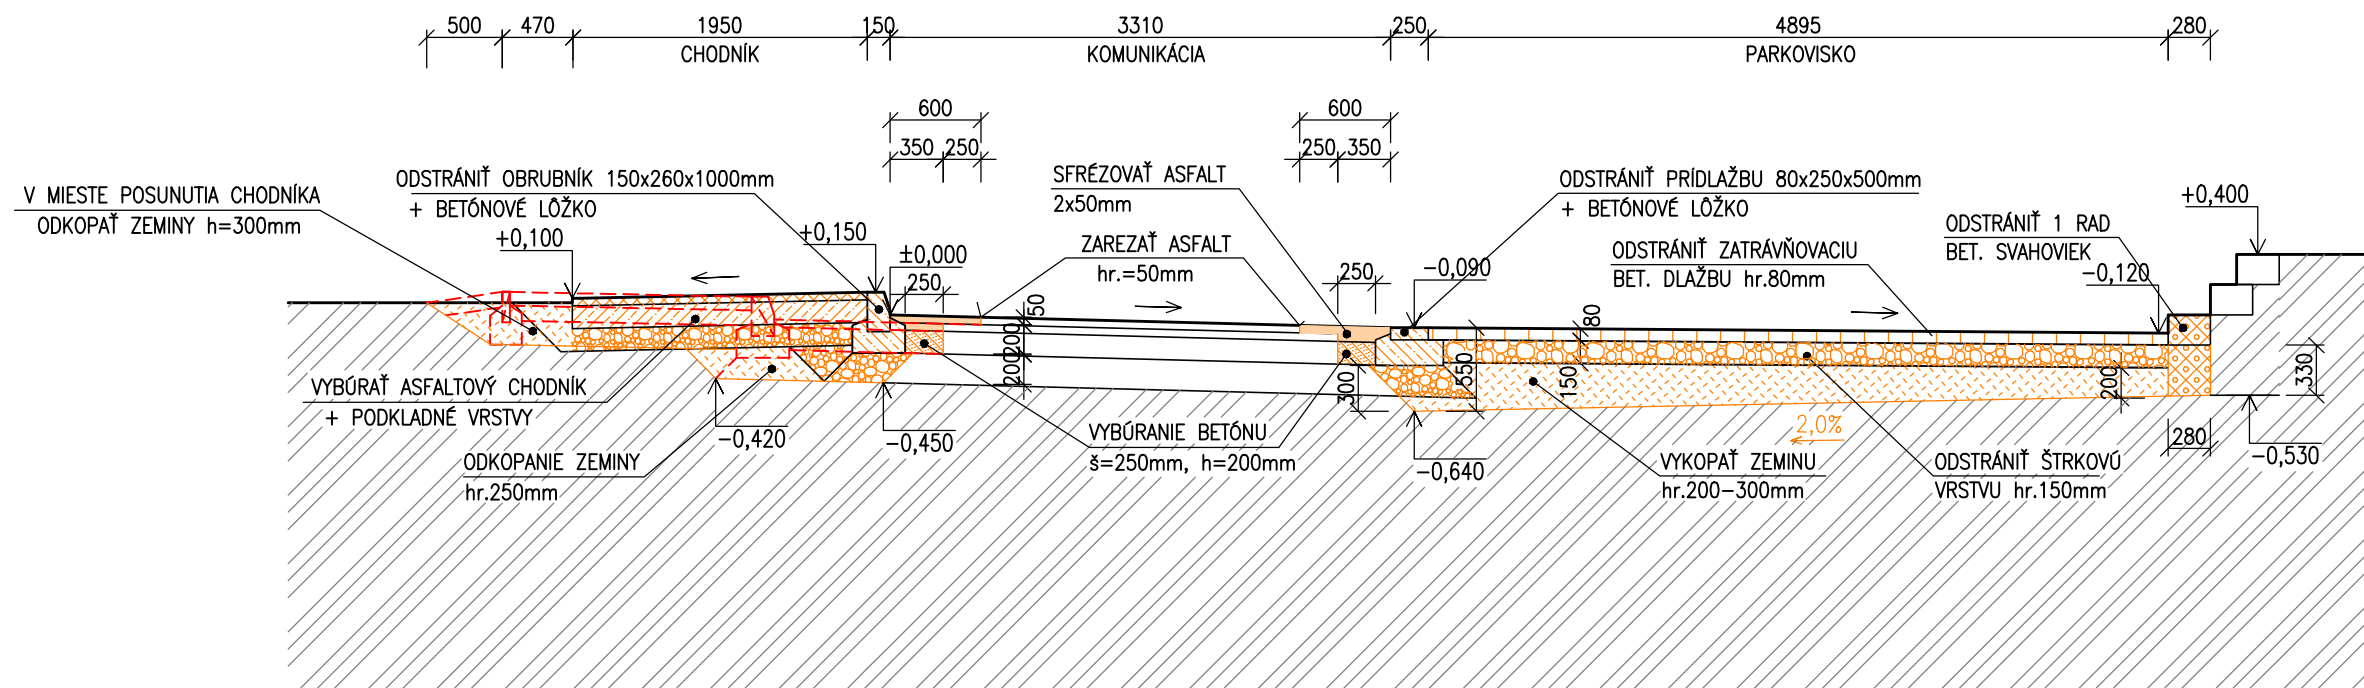 500 470 1950 150 3310 250 4895 280
CHODNÍK KOMUNIKÁCIA PARKOVISKO
600 600
350 250 250 350
V MIESTE POSUNUTIA CHODNÍKA
ODKOPAŤ ZEMINY h=300mm
ODSTRÁNIŤ OBRUBNÍK 150x260x1000mm
+ BETÓNOVÉ LÔŽKO
SFRÉZOVAŤ ASFALT
2x50mm
ZAREZAŤ ASFALT
hr.=50mm
ODSTRÁNIŤ PRÍDLAŽBU 80x250x500mm
+ BETÓNOVÉ LÔŽKO
ODSTRÁNIŤ ZATRÁVŇOVACIU
BET. DLAŽBU hr.80mm
ODSTRÁNIŤ 1 RAD
BET. SVAHOVIEK
+0,400
+0,100
+0,150
±0,000
250
250
-0,090
-0,120
50
200
200
80
550
150
300
200
330
280
2,0%
VYBÚRAŤ ASFALTOVÝ CHODNÍK
+ PODKLADNÉ VRSTVY
-0,420
-0,450
ODKOPANIE ZEMINY
hr.250mm
VYBÚRANIE BETÓNU
š=250mm, h=200mm
-0,640
VYKOPAŤ ZEMINU
hr.200-300mm
ODSTRÁNIŤ ŠTRKOVÚ
VRSTVU hr.150mm
-0,530